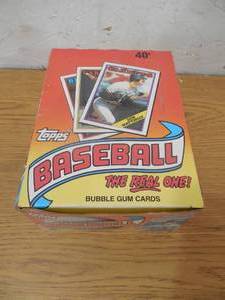 40¢
topps
BASEBALL
THE REAL ONE!
BUBBLE GUM CARDS